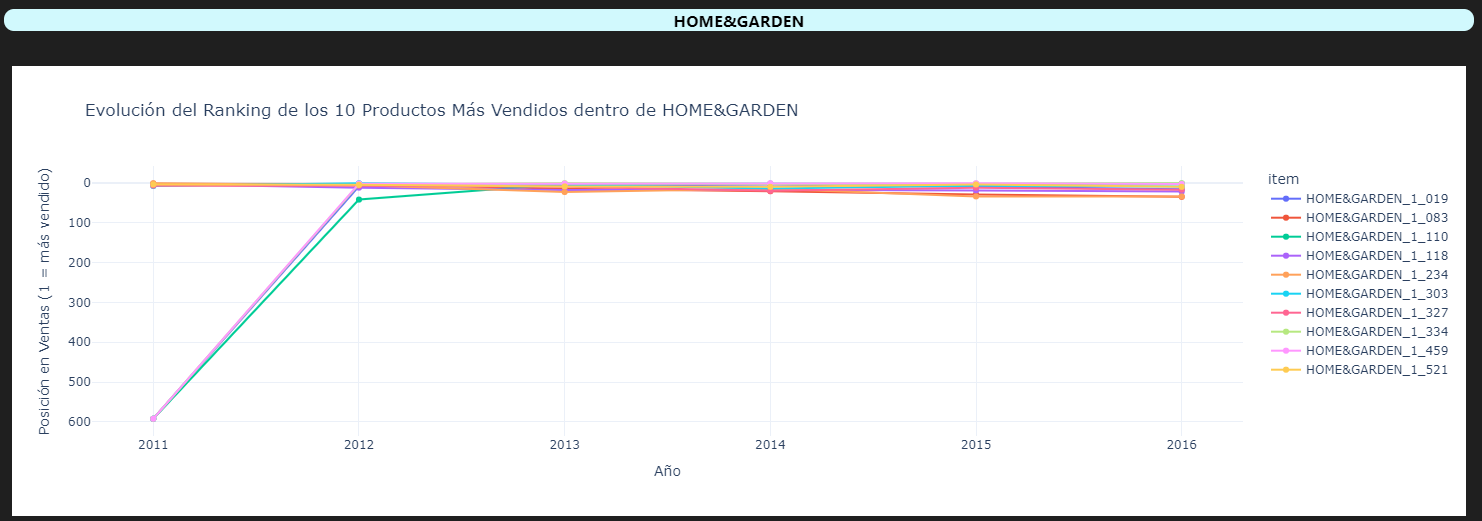 HOME&GARDEN
Evolución del Ranking de los 10 Productos Más Vendidos dentro de HOME&GARDEN
Posición en Ventas (1 = más vendido)
0
100
200
300
400
500
600
2011 2012 2013 2014 2015 2016
Año
item
HOME&GARDEN_1_019
HOME&GARDEN_1_083
HOME&GARDEN_1_110
HOME&GARDEN_1_118
HOME&GARDEN_1_234
HOME&GARDEN_1_303
HOME&GARDEN_1_327
HOME&GARDEN_1_334
HOME&GARDEN_1_459
HOME&GARDEN_1_521